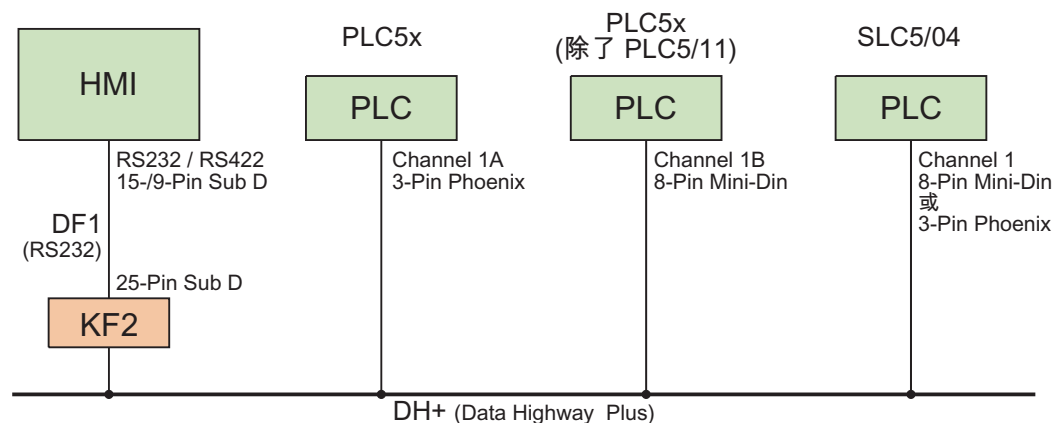 PLC5x
PLC5x
(除了 PLC5/11)
SLC5/04
HMI
PLC
PLC
PLC
RS232 / RS422
15-/9-Pin Sub D
Channel 1A
3-Pin Phoenix
Channel 1B
8-Pin Mini-Din
Channel 1
8-Pin Mini-Din
或
3-Pin Phoenix
DF1
(RS232)
25-Pin Sub D
KF2
DH+ (Data Highway Plus)